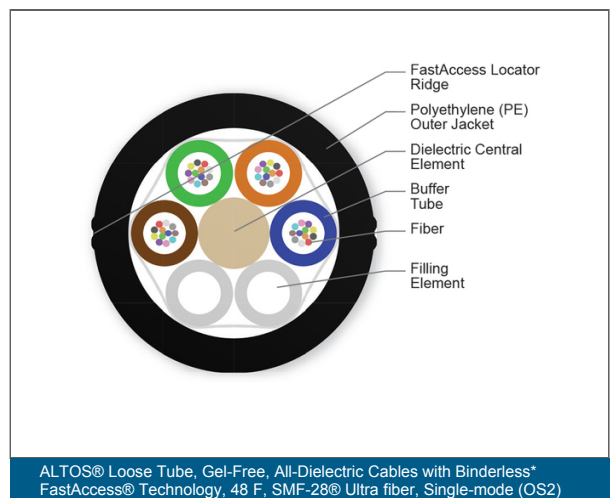 FastAccess Locator
Ridge
Polyethylene (PE)
Outer Jacket
Dielectric Central
Element
Buffer
Tube
Fiber
Filling
Element
ALTOS® Loose Tube, Gel-Free, All-Dielectric Cables with Binderless*
FastAccess® Technology, 48 F, SMF-28® Ultra fiber, Single-mode (OS2)